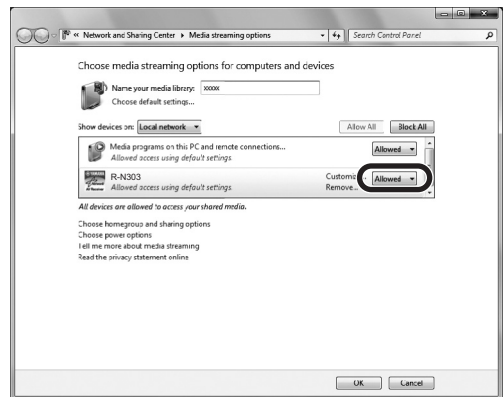 « Network and Sharing Center ▸ Media streaming options
Search Control Panel
Choose media streaming options for computers and devices
Name your media library: xxxxx
Choose default settings...
Show devices on: Local network
Allow All
Block All
Media programs on this PC and remote connections...
Allowed access using default settings
Allowed
R-N303
Allowed access using default settings
Remove...
Allowed
All devices are allowed to access your shared media.
Choose homegroup and sharing options
Choose power options
Tell me more about media streaming
Read the privacy statement online
OK
Cancel